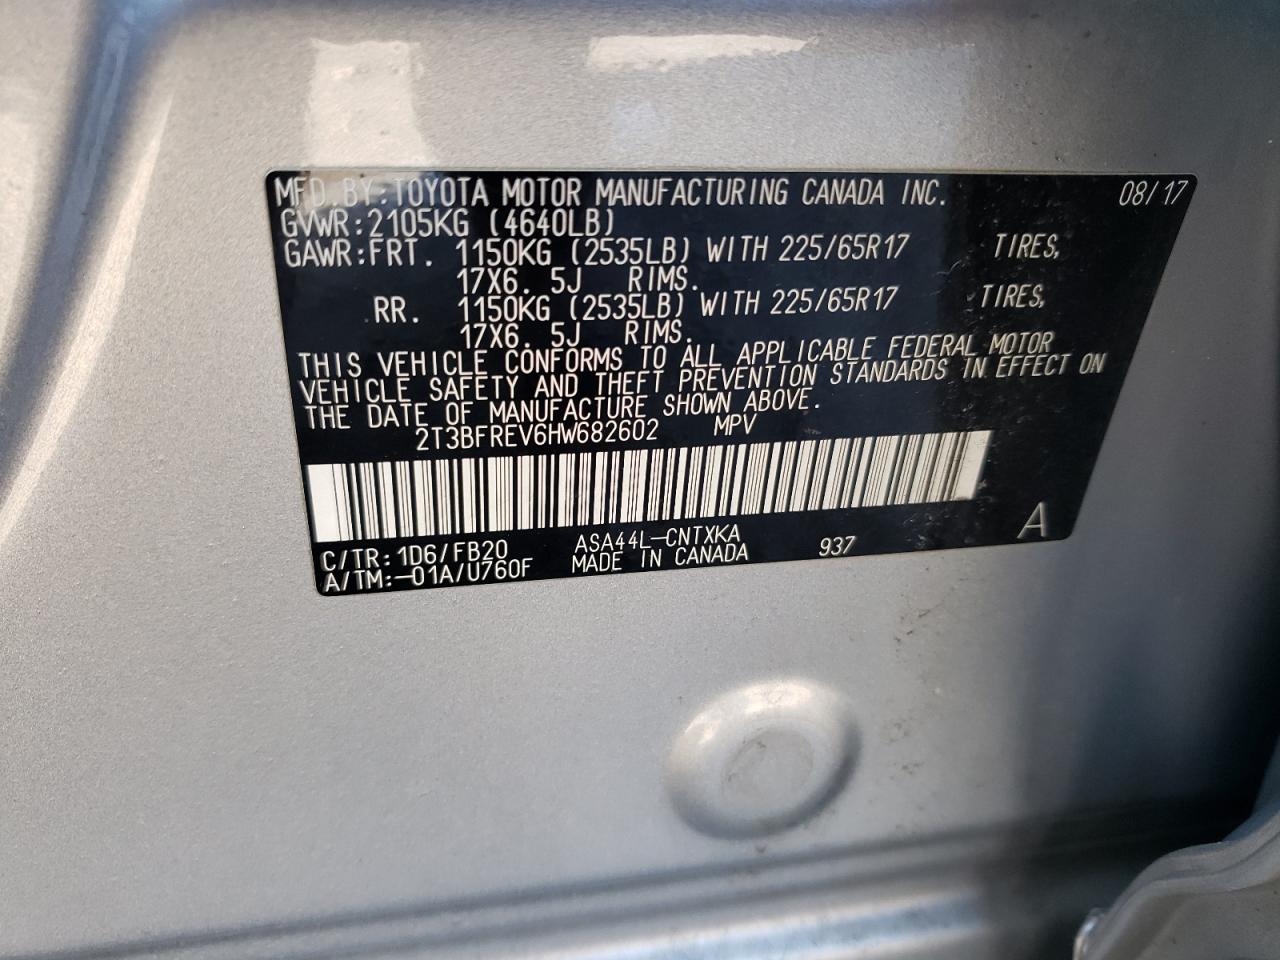 MFD. BY: TOYOTA MOTOR MANUFACTURING CANADA INC. 08/17
GVWR: 2105KG (4640LB)
GAWR: FRT. 1150KG (2535LB) WITH 225/65R17 TIRES,
17X6. 5J RIMS.
RR. 1150KG (2535LB) WITH 225/65R17 TIRES,
17X6. 5J RIMS.
THIS VEHICLE CONFORMS TO ALL APPLICABLE FEDERAL MOTOR
VEHICLE SAFETY AND THEFT PREVENTION STANDARDS IN EFFECT ON
THE DATE OF MANUFACTURE SHOWN ABOVE.
2T3BFREV6HW682602 MPV
C/TR: 1D6/FB20 ASA44L-CNTXKA 937 A
A/TM:-01A/U760F MADE IN CANADA